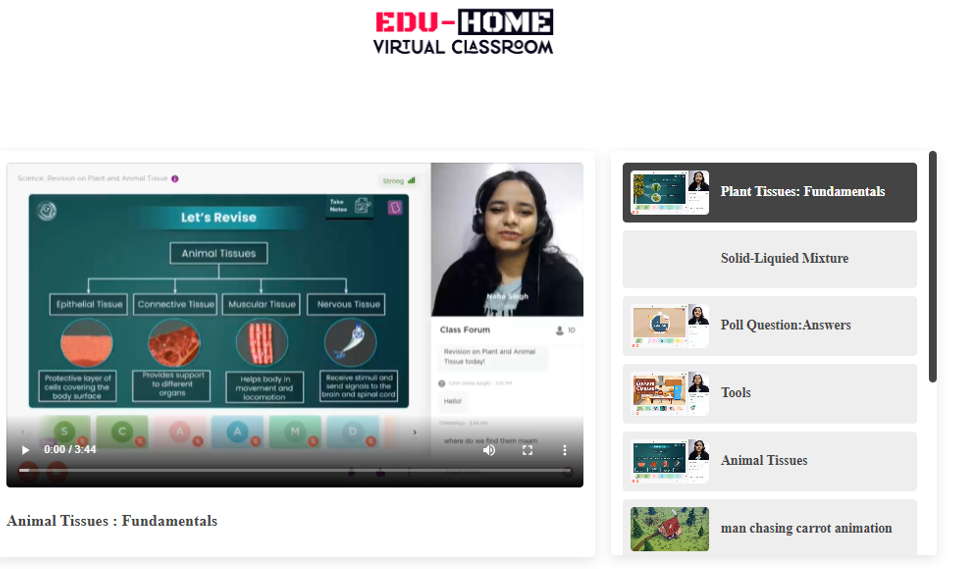 EDU-HOME
VIRTUAL CLASSROOM
Science: Revision on Plant and Animal Tissue
Strong
Let's Revise
Take
Notes
Animal Tissues
Epithelial Tissue
Connective Tissue
Muscular Tissue
Nervous Tissue
Protective layer of
cells covering the
body surface
Provides support
to different
organs
Helps body in
movement and
locomotion
Receive stimuli and
send signals to the
brain and spinal cord
S
C
A
A
M
D
0:00 / 3:44
Neha Singh
Class Forum
10
Revision on Plant and Animal
Tissue today!
Hello!
where do we find them maam
Animal Tissues : Fundamentals
Plant Tissues: Fundamentals
Solid-Liquied Mixture
Poll Question:Answers
Tools
Animal Tissues
man chasing carrot animation